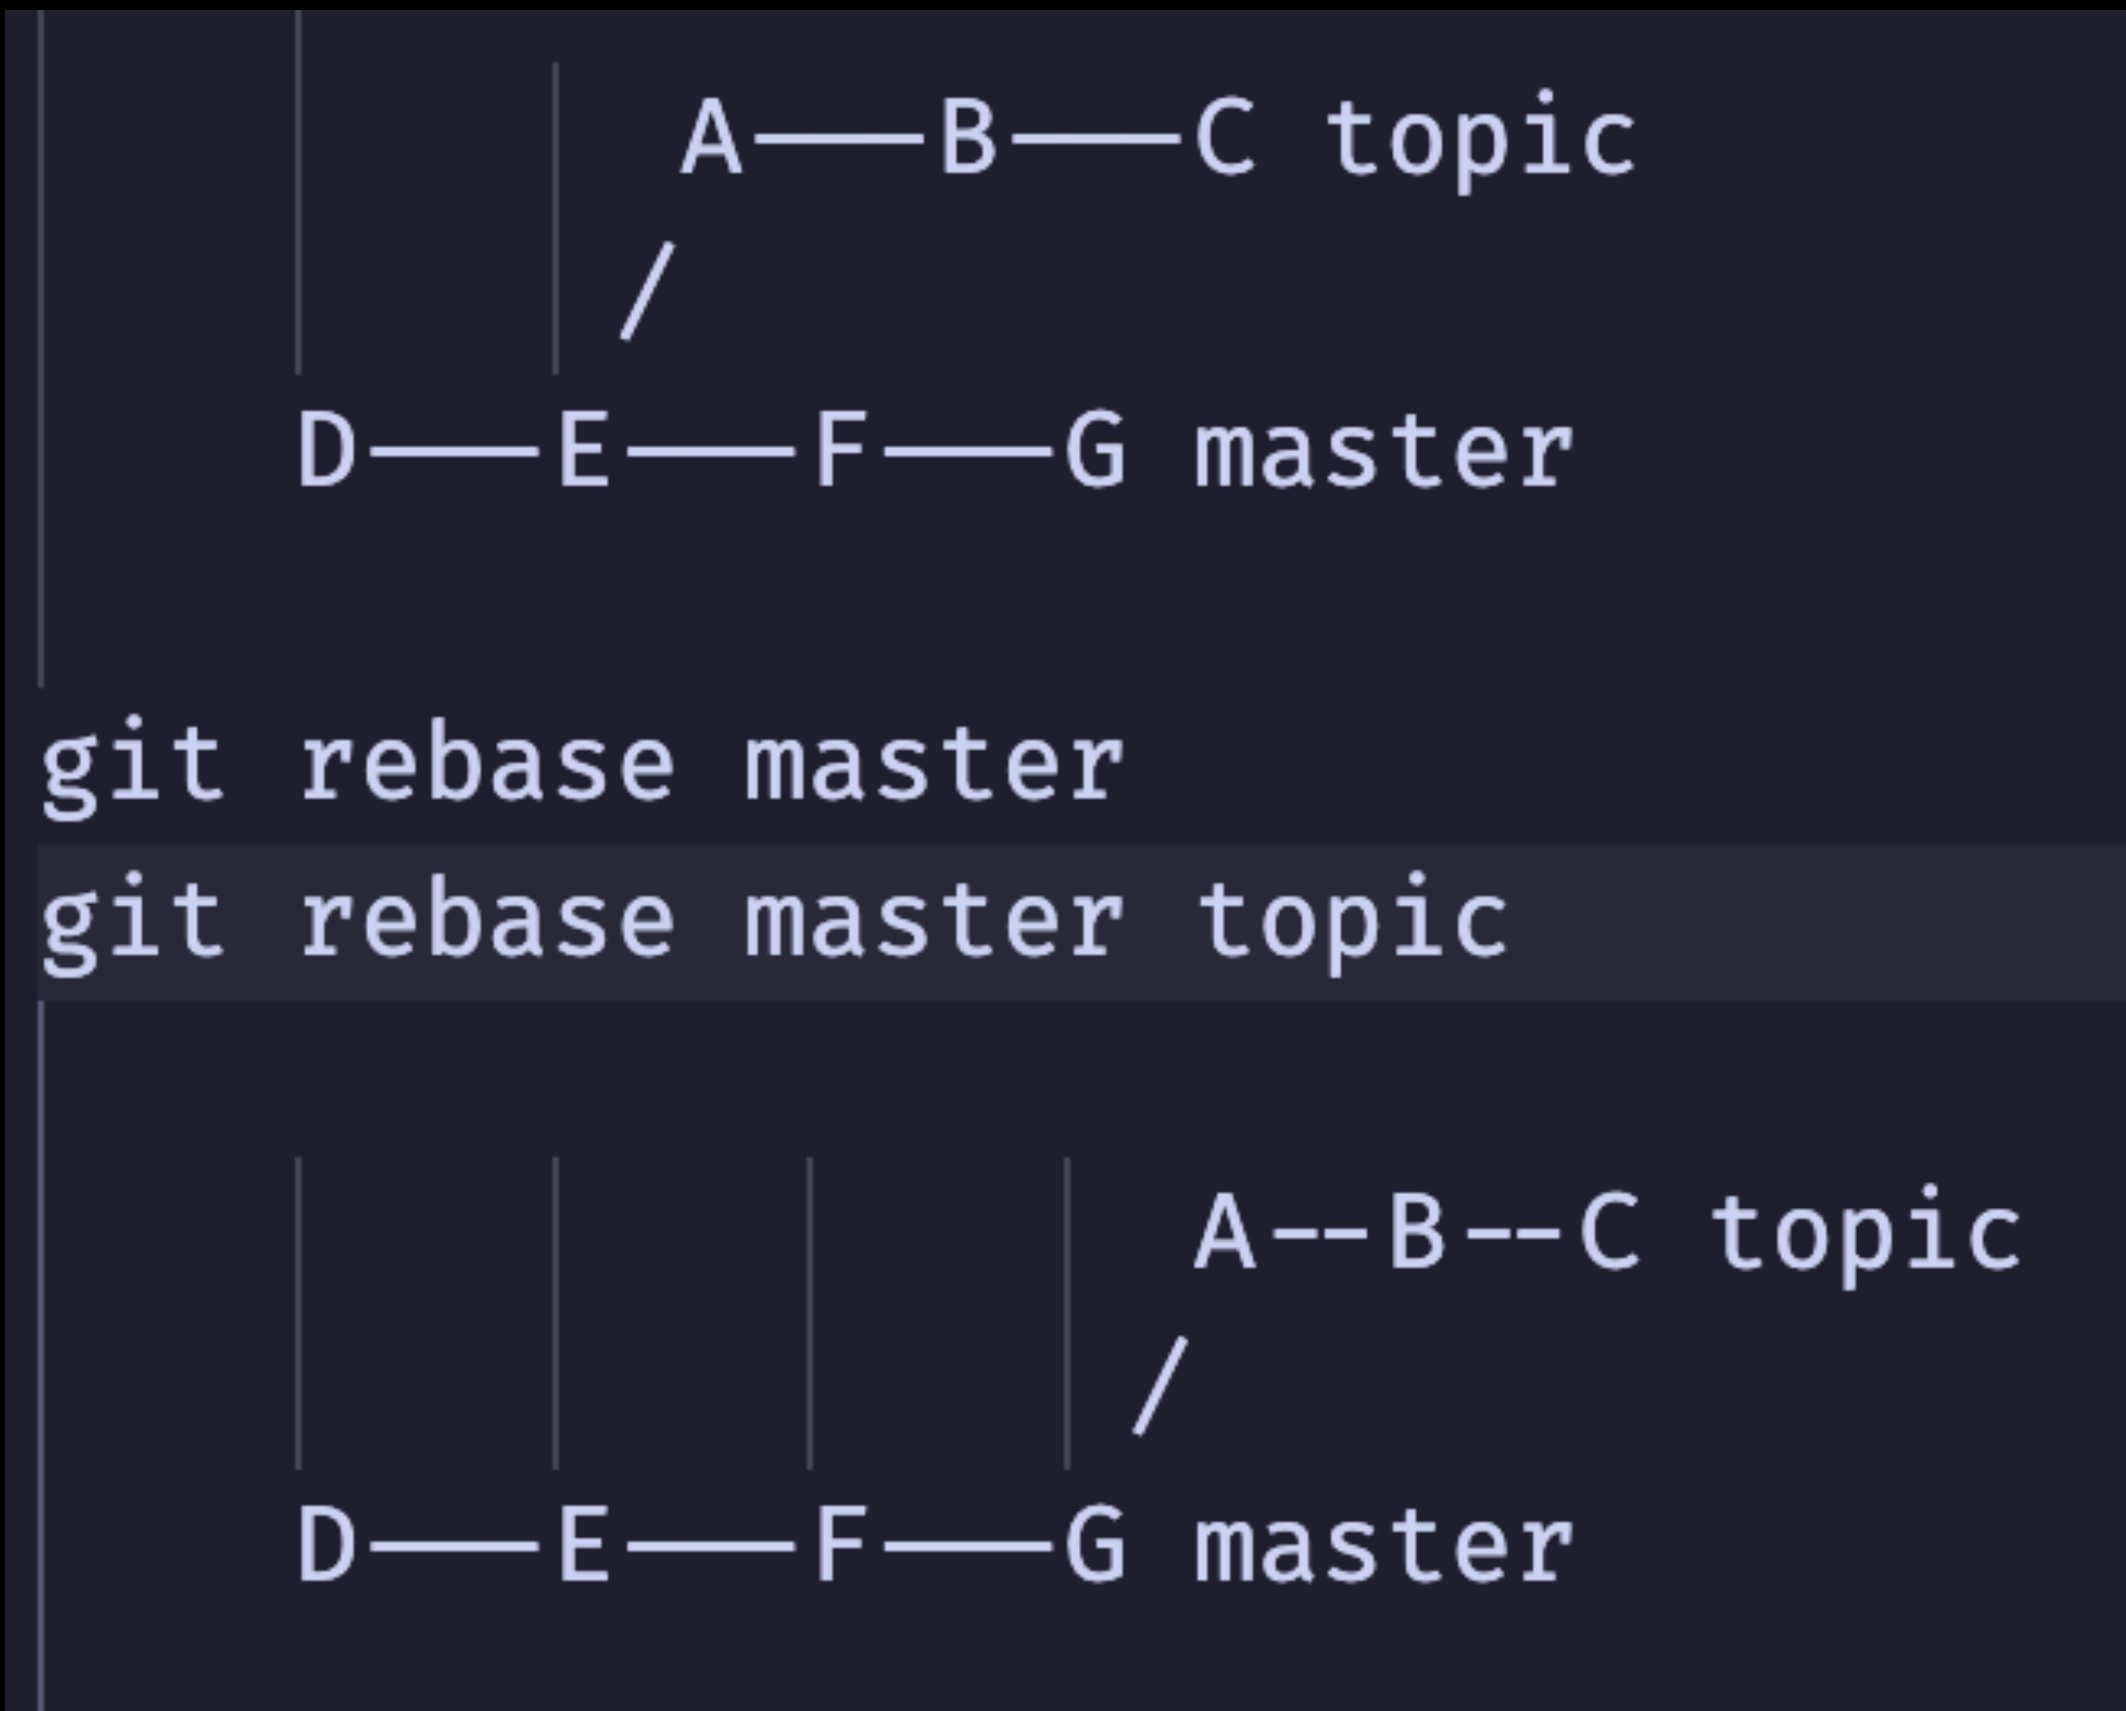 A———B———C topic
/
D———E———F———G master
git rebase master
git rebase master topic
A--B--C topic
/
D———E———F———G master